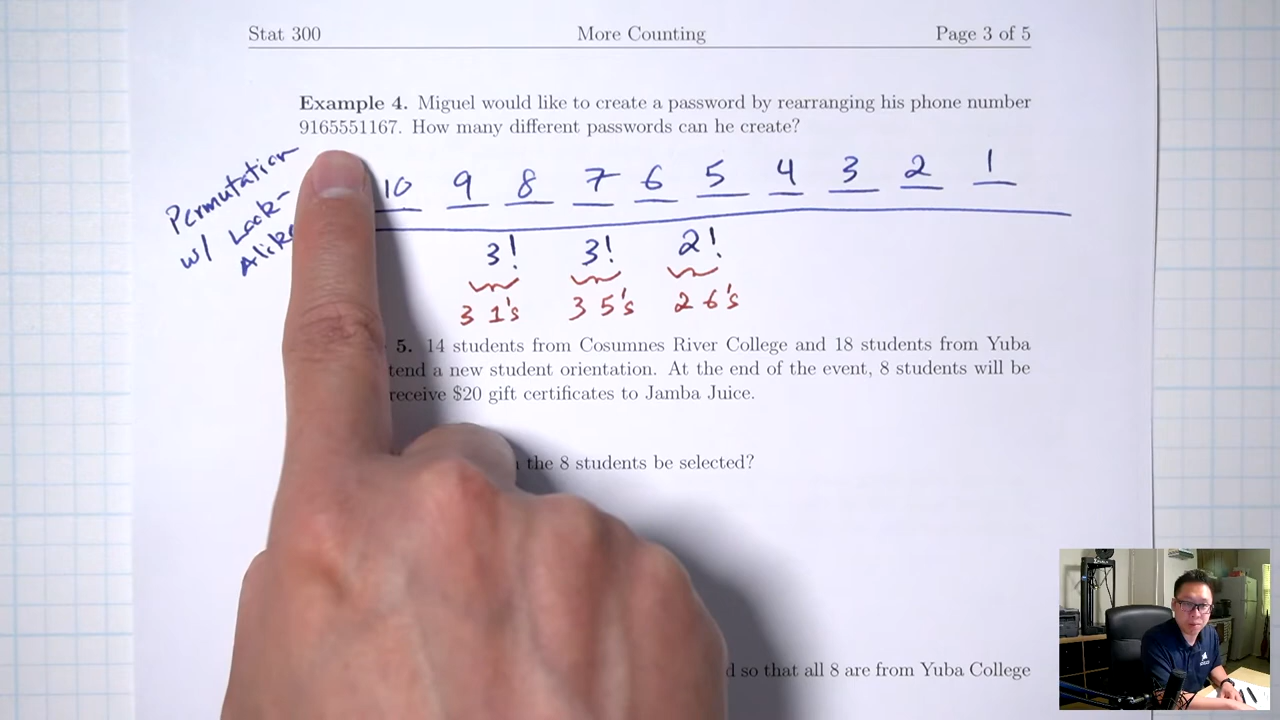 Stat 300 More Counting Page 3 of 5
Example 4. Miguel would like to create a password by rearranging his phone number
9165551167. How many different passwords can he create?
Permutation
w/ Look-
Alike
10 9 8 7 6 5 4 3 2 1
3! 3! 2!
3 1's 3 5's 2 6's
5. 14 students from Cosumnes River College and 18 students from Yuba
tend a new student orientation. At the end of the event, 8 students will be
receive $20 gift certificates to Jamba Juice.
the 8 students be selected?
d so that all 8 are from Yuba College